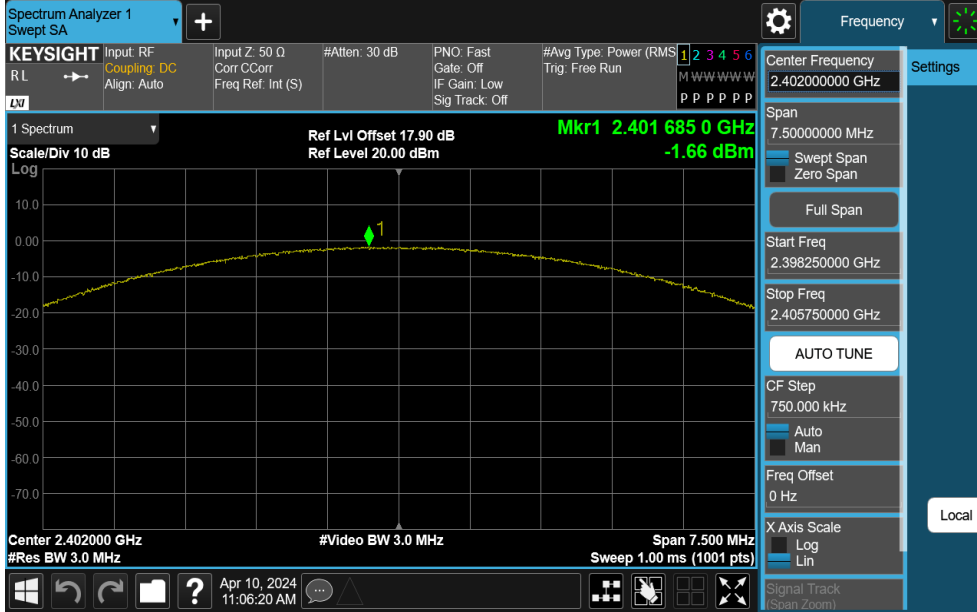 Spectrum Analyzer 1
Swept SA
+
Frequency
KEYSIGHT
R L
LXI
Input: RF
Coupling: DC
Align: Auto
Input Z: 50 Ω
Corr CCorr
Freq Ref: Int (S)
#Atten: 30 dB
PNO: Fast
Gate: Off
IF Gain: Low
Sig Track: Off
#Avg Type: Power (RMS
Trig: Free Run
1 2 3 4 5 6
M W W W W W
P P P P P P
1 Spectrum
Scale/Div 10 dB
Log
Ref Lvl Offset 17.90 dB
Ref Level 20.00 dBm
Mkr1 2.401 685 0 GHz
-1.66 dBm
1
10.0
0.00
-10.0
-20.0
-30.0
-40.0
-50.0
-60.0
-70.0
Center 2.402000 GHz
#Res BW 3.0 MHz
#Video BW 3.0 MHz
Span 7.500 MHz
Sweep 1.00 ms (1001 pts)
?
Apr 10, 2024
11:06:20 AM
Center Frequency
2.402000000 GHz
Span
7.50000000 MHz
Swept Span
Zero Span
Full Span
Start Freq
2.398250000 GHz
Stop Freq
2.405750000 GHz
AUTO TUNE
CF Step
750.000 kHz
Auto
Man
Freq Offset
0 Hz
X Axis Scale
Log
Lin
Signal Track
(Span Zoom)
Settings
Local